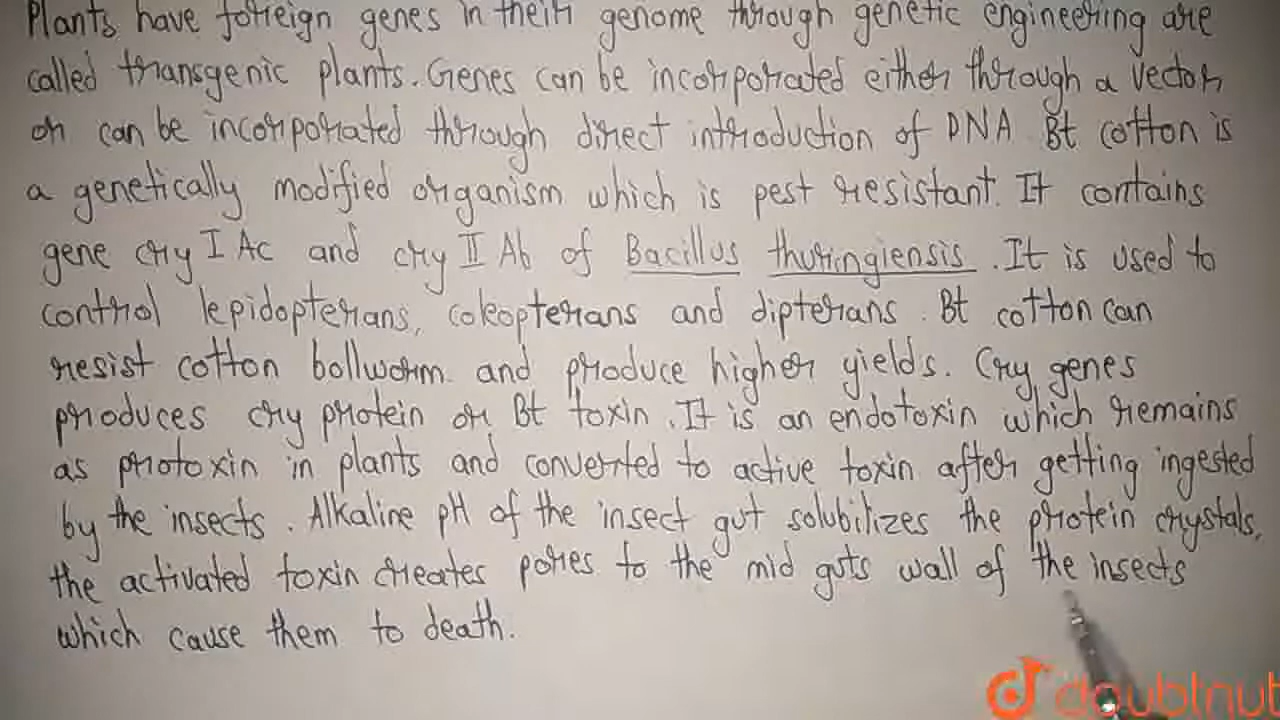 Plants have foreign genes in their genome through genetic engineering are
called transgenic plants. Genes can be incorporated either through a vector
or can be incorporated through direct introduction of DNA. Bt cotton is
a genetically modified organism which is pest resistant. It contains
gene cry I Ac and cry II Ab of Bacillus thuringiensis. It is used to
control lepidopterans, coleopterans and dipterans. Bt cotton can
resist cotton bollworm and produce higher yields. Cry genes
produces cry protein or Bt toxin. It is an endotoxin which remains
as protoxin in plants and converted to active toxin after getting ingested
by the insects. Alkaline pH of the insect gut solubilizes the protein crystals,
the activated toxin creates pores to the mid guts wall of the insects
which cause them to death.
doubtnut